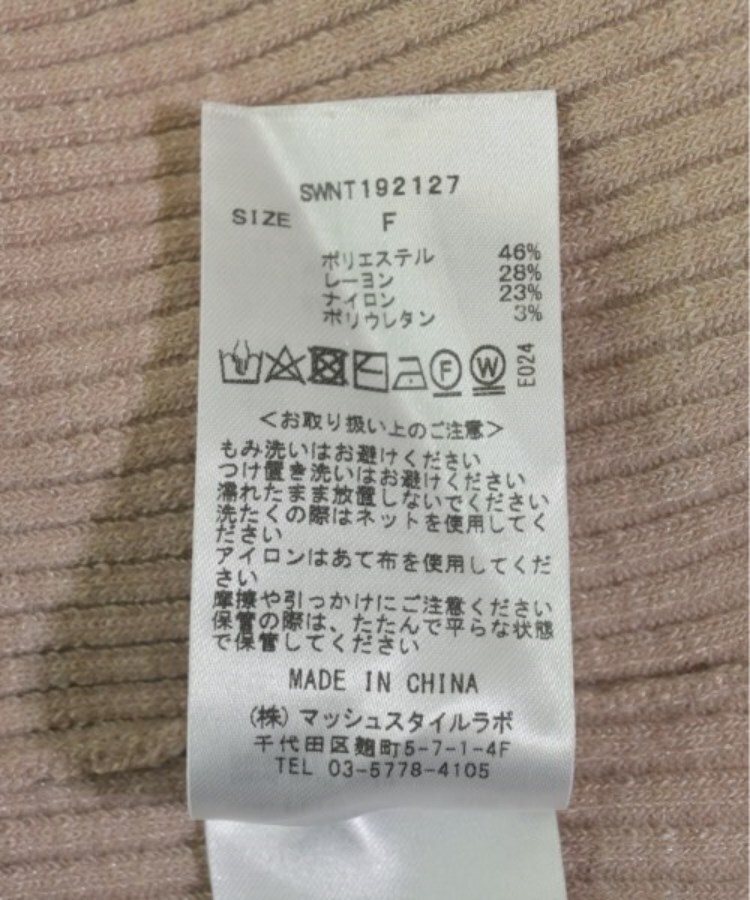 SWNT192127
SIZE F
ポリエステル 46%
レーヨン 28%
ナイロン 23%
ポリウレタン 3%
F W E024
<お取り扱い上のご注意>
もみ洗いはお避けください
つけ置き洗いはお避けください
濡れたまま放置しないでください
洗たくの際はネットを使用してく
ださい
アイロンはあて布を使用してくだ
さい
摩擦や引っかけにご注意ください
保管の際は、たたんで平らな状態
で保管してください
MADE IN CHINA
(株)マッシュスタイルラボ
千代田区麹町5-7-1-4F
TEL 03-5778-4105